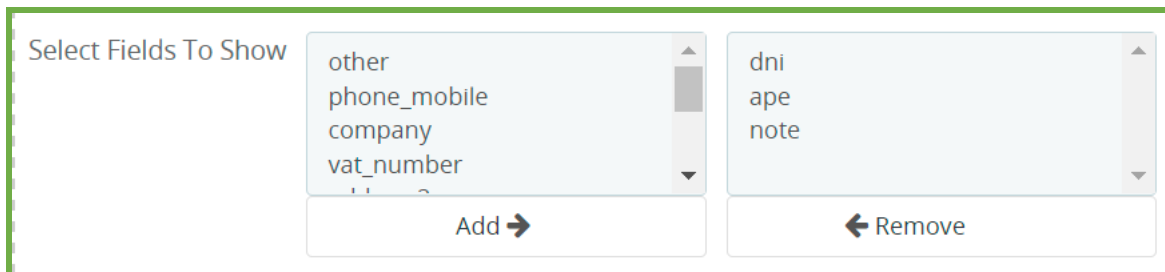 Select Fields To Show
other
phone_mobile
company
vat_number
dni
ape
note
Add
Remove